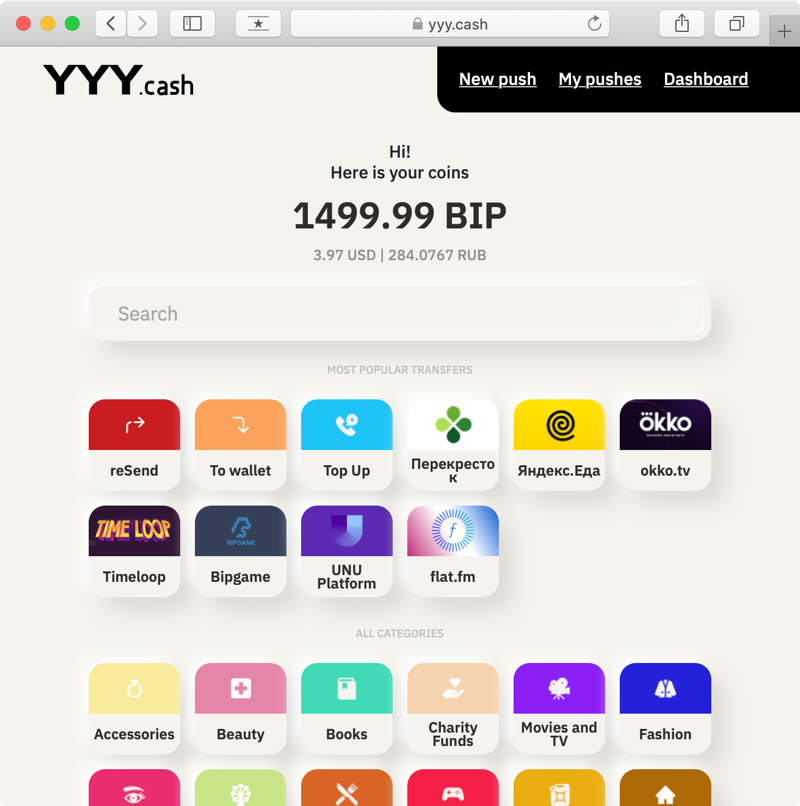 yyy.cash
YYY.cash
New push
My pushes
Dashboard
Hi!
Here is your coins
1499.99 BIP
3.97 USD | 284.0767 RUB
Search
MOST POPULAR TRANSFERS
reSend
To wallet
Top Up
Перекресто
к
Яндекс.Еда
ökko
okko.tv
TIME LOOP
Timeloop
BIPGAME
Bipgame
UNU
Platform
f
flat.fm
ALL CATEGORIES
Accessories
Beauty
Books
Charity
Funds
Movies and
TV
Fashion